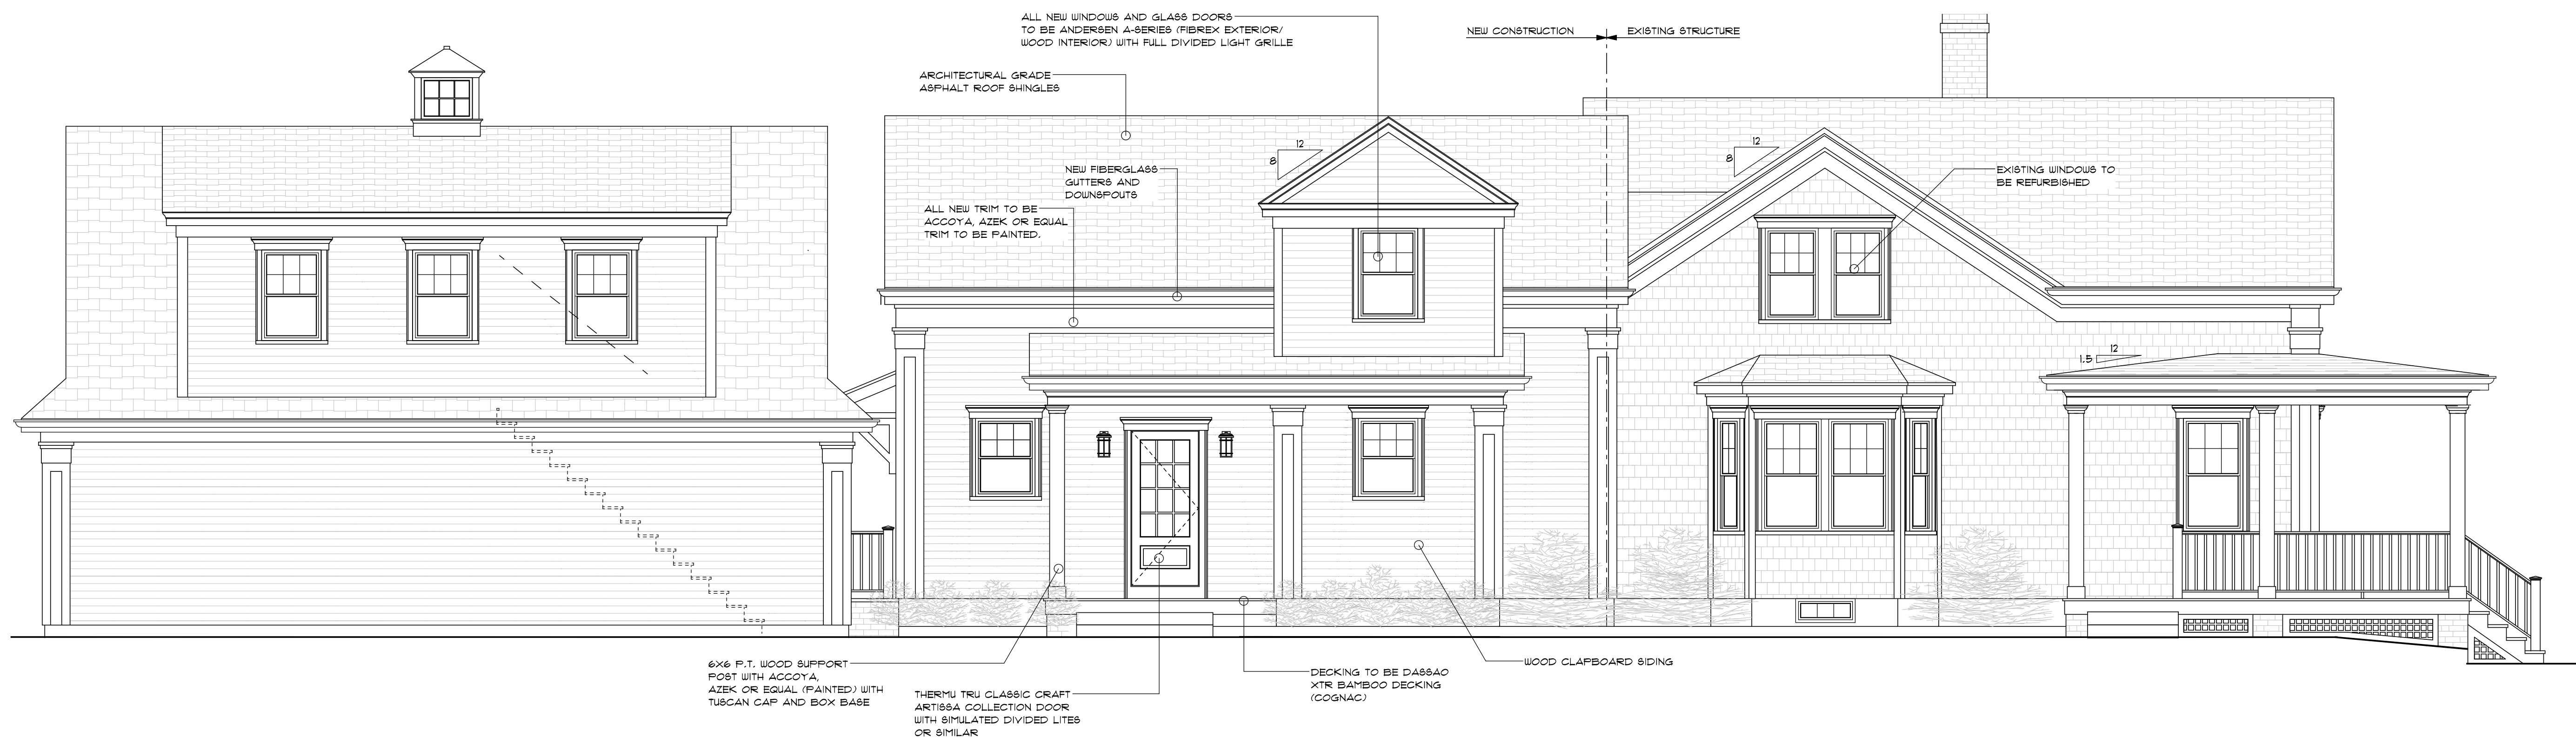 ALL NEW WINDOWS AND GLASS DOORS
TO BE ANDERSEN A-SERIES (FIBREX EXTERIOR/
WOOD INTERIOR) WITH FULL DIVIDED LIGHT GRILLE
NEW CONSTRUCTION
EXISTING STRUCTURE
ARCHITECTURAL GRADE
ASPHALT ROOF SHINGLES
12
8
12
8
NEW FIBERGLASS
GUTTERS AND
DOWNSPOUTS
EXISTING WINDOWS TO
BE REFURBISHED
ALL NEW TRIM TO BE
ACCOYA, AZEK OR EQUAL
TRIM TO BE PAINTED.
12
1.5
6X6 P.T. WOOD SUPPORT
POST WITH ACCOYA,
AZEK OR EQUAL (PAINTED) WITH
TUSCAN CAP AND BOX BASE
THERMU TRU CLASSIC CRAFT
ARTISSA COLLECTION DOOR
WITH SIMULATED DIVIDED LITES
OR SIMILAR
DECKING TO BE DASSAO
XTR BAMBOO DECKING
(COGNAC)
WOOD CLAPBOARD SIDING